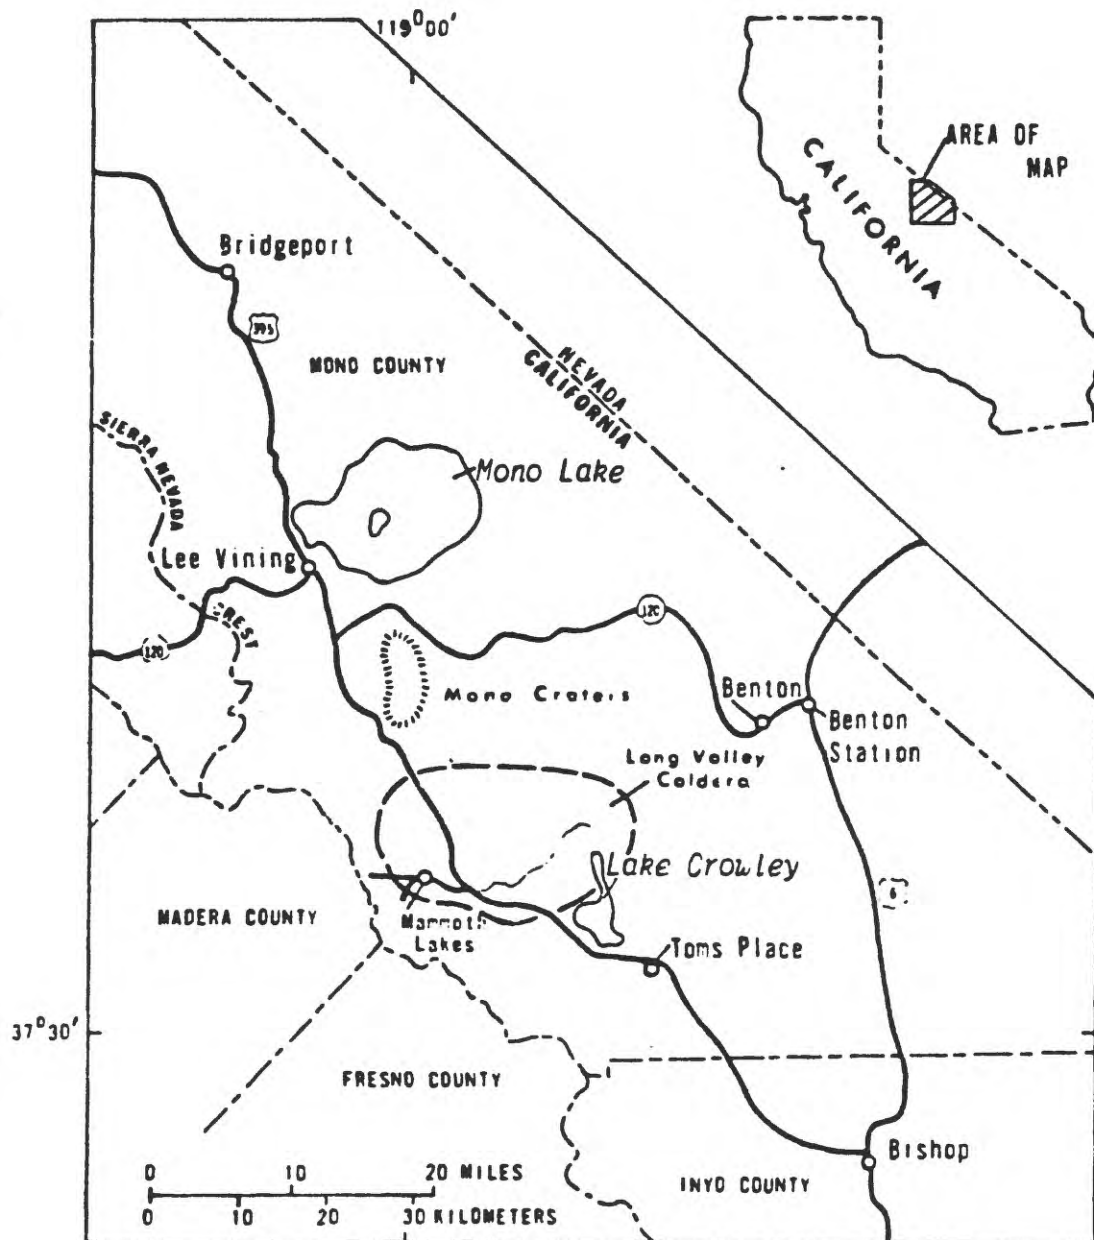 119°00'
AREA OF
MAP
CALIFORNIA
Bridgeport
395
MONO COUNTY
NEVADA
CALIFORNIA
SIERRA NEVADA
CREST
Mono Lake
Lee Vining
120
120
Mono Craters
Benton
Benton
Station
Long Valley
Caldera
Lake Crowley
6
MADERA COUNTY
Mammoth
Lakes
Toms Place
37°30'
FRESNO COUNTY
Bishop
INYO COUNTY
0 10 20 MILES
0 10 20 30 KILOMETERS